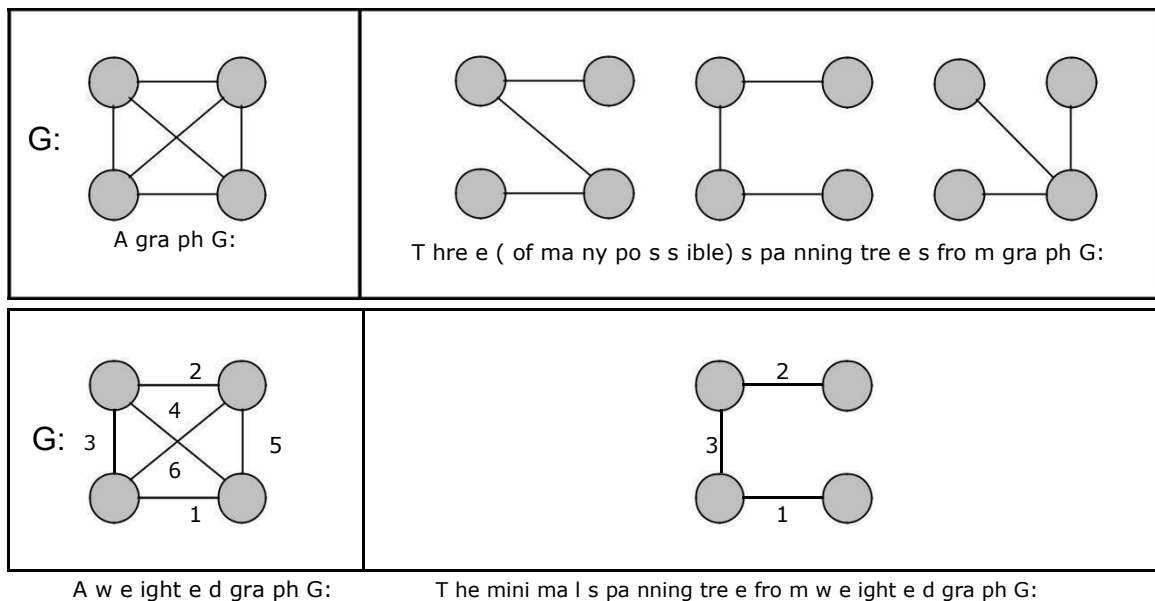 G:
A gra ph G:
T hre e ( of ma ny po s s ible) s pa nning tre e s fro m gra ph G:
2
4
G:
3
5
6
1
2
3
1
A w e ight e d gra ph G:
T he mini ma l s pa nning tre e fro m w e ight e d gra ph G: